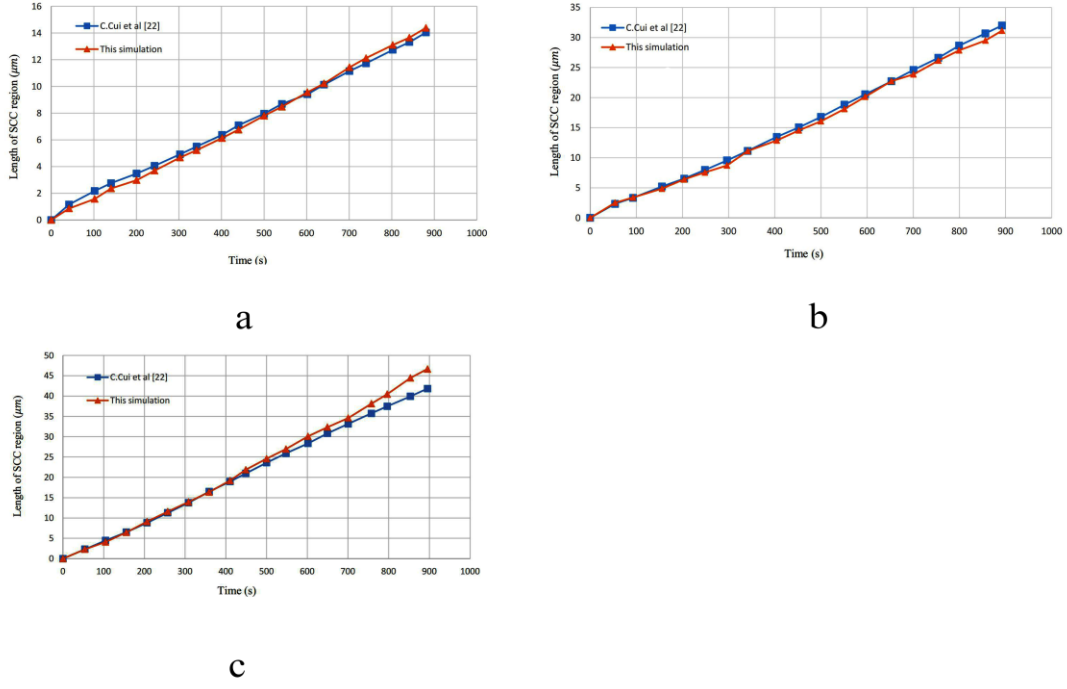 16
14
12
10
8
6
4
2
0
Length of SCC region (μm)
C.Cui et al [22]
This simulation
0 100 200 300 400 500 600 700 800 900 1000
Time (s)
a
35
30
25
20
15
10
5
0
Length of SCC region (μm)
C.Cui et al [22]
This simulation
0 100 200 300 400 500 600 700 800 900 1000
Time (s)
b
50
45
40
35
30
25
20
15
10
5
0
Length of SCC region (μm)
C.Cui et al [22]
This simulation
0 100 200 300 400 500 600 700 800 900 1000
Time (s)
c